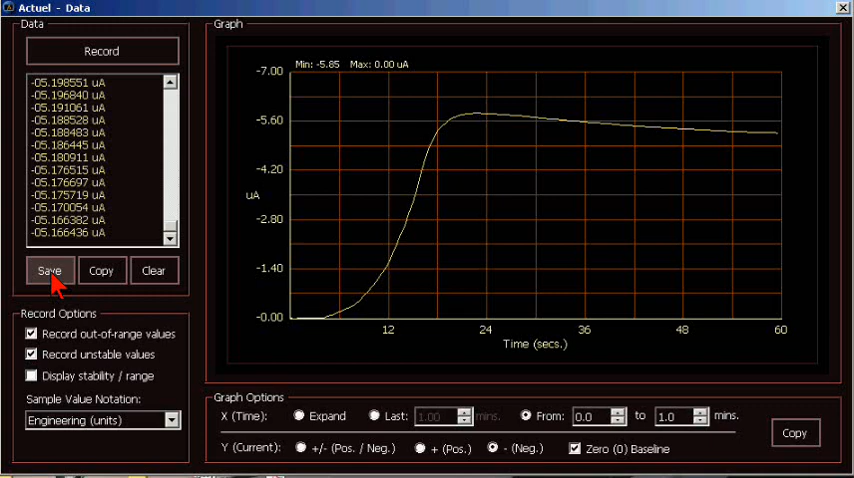 Actuel - Data
Data
Record
-05.198551 uA
-05.196840 uA
-05.191061 uA
-05.188528 uA
-05.188483 uA
-05.186445 uA
-05.180911 uA
-05.176515 uA
-05.176697 uA
-05.175719 uA
-05.170054 uA
-05.166382 uA
-05.166436 uA
Save Copy Clear
Record Options
Record out-of-range values
Record unstable values
Display stability / range
Sample Value Notation:
Engineering (units)
Graph
Min: -5.85 Max: 0.00 uA
-7.00
-5.60
-4.20
uA
-2.80
-1.40
-0.00
12 24 36 48 60
Time (secs.)
Graph Options
X (Time): Expand Last: 1.00 mins. From: 0.0 to 1.0 mins.
Y (Current): +/- (Pos. / Neg.) + (Pos.) - (Neg.) Zero (0) Baseline
Copy